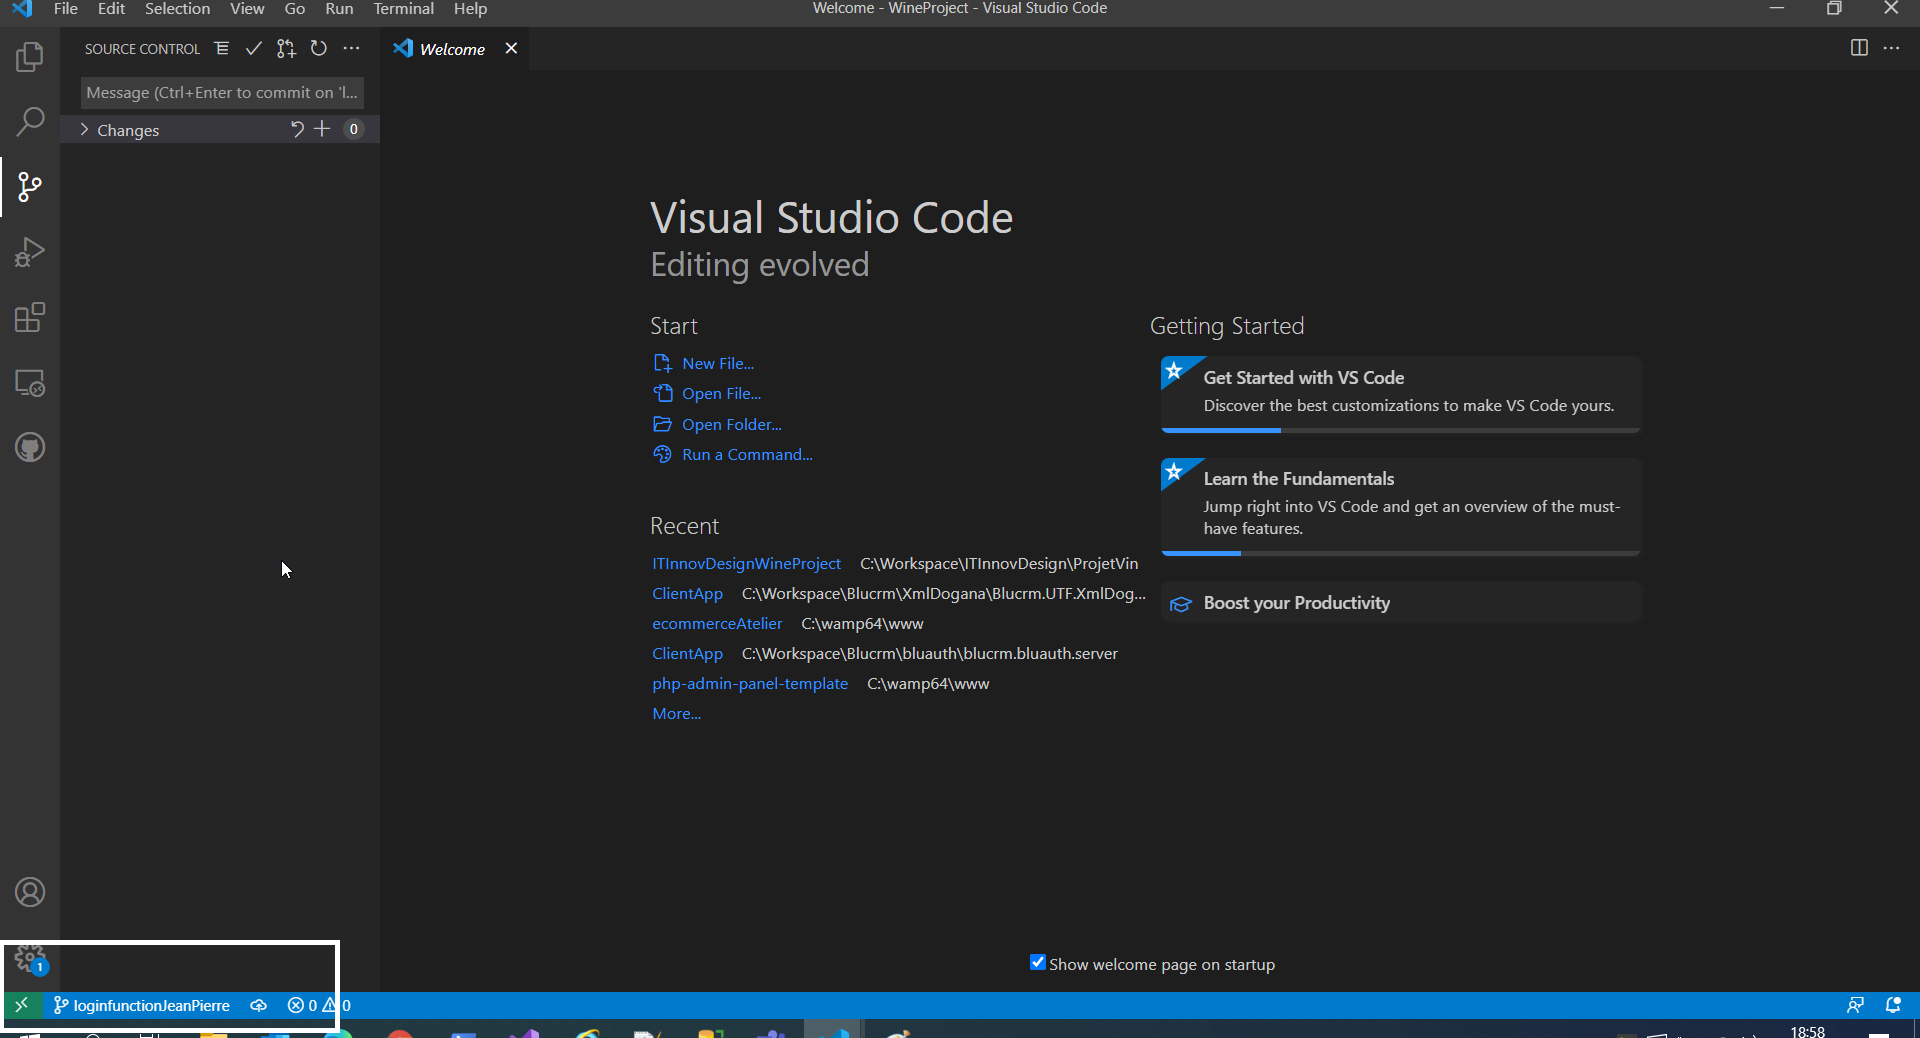 File Edit Selection View Go Run Terminal Help
Welcome - WineProject - Visual Studio Code
SOURCE CONTROL
Welcome
Message (Ctrl+Enter to commit on 'l...
Changes
0
Visual Studio Code
Editing evolved
Start
New File...
Open File...
Open Folder...
Run a Command...
Recent
ITInnovDesignWineProject C:\Workspace\ITInnovDesign\ProjetVin
ClientApp C:\Workspace\Blucrm\XmlDogana\Blucrm.UTF.XmlDog...
ecommerceAtelier C:\wamp64\www
ClientApp C:\Workspace\Blucrm\bluauth\blucrm.bluauth.server
php-admin-panel-template C:\wamp64\www
More...
Getting Started
Get Started with VS Code
Discover the best customizations to make VS Code yours.
Learn the Fundamentals
Jump right into VS Code and get an overview of the must-
have features.
Boost your Productivity
Show welcome page on startup
1
loginfunctionJeanPierre 0 0
18:58